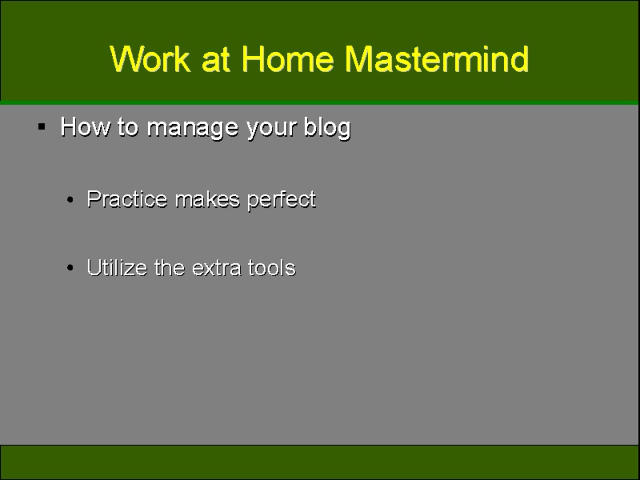 Work at Home Mastermind
▪ How to manage your blog
• Practice makes perfect
• Utilize the extra tools